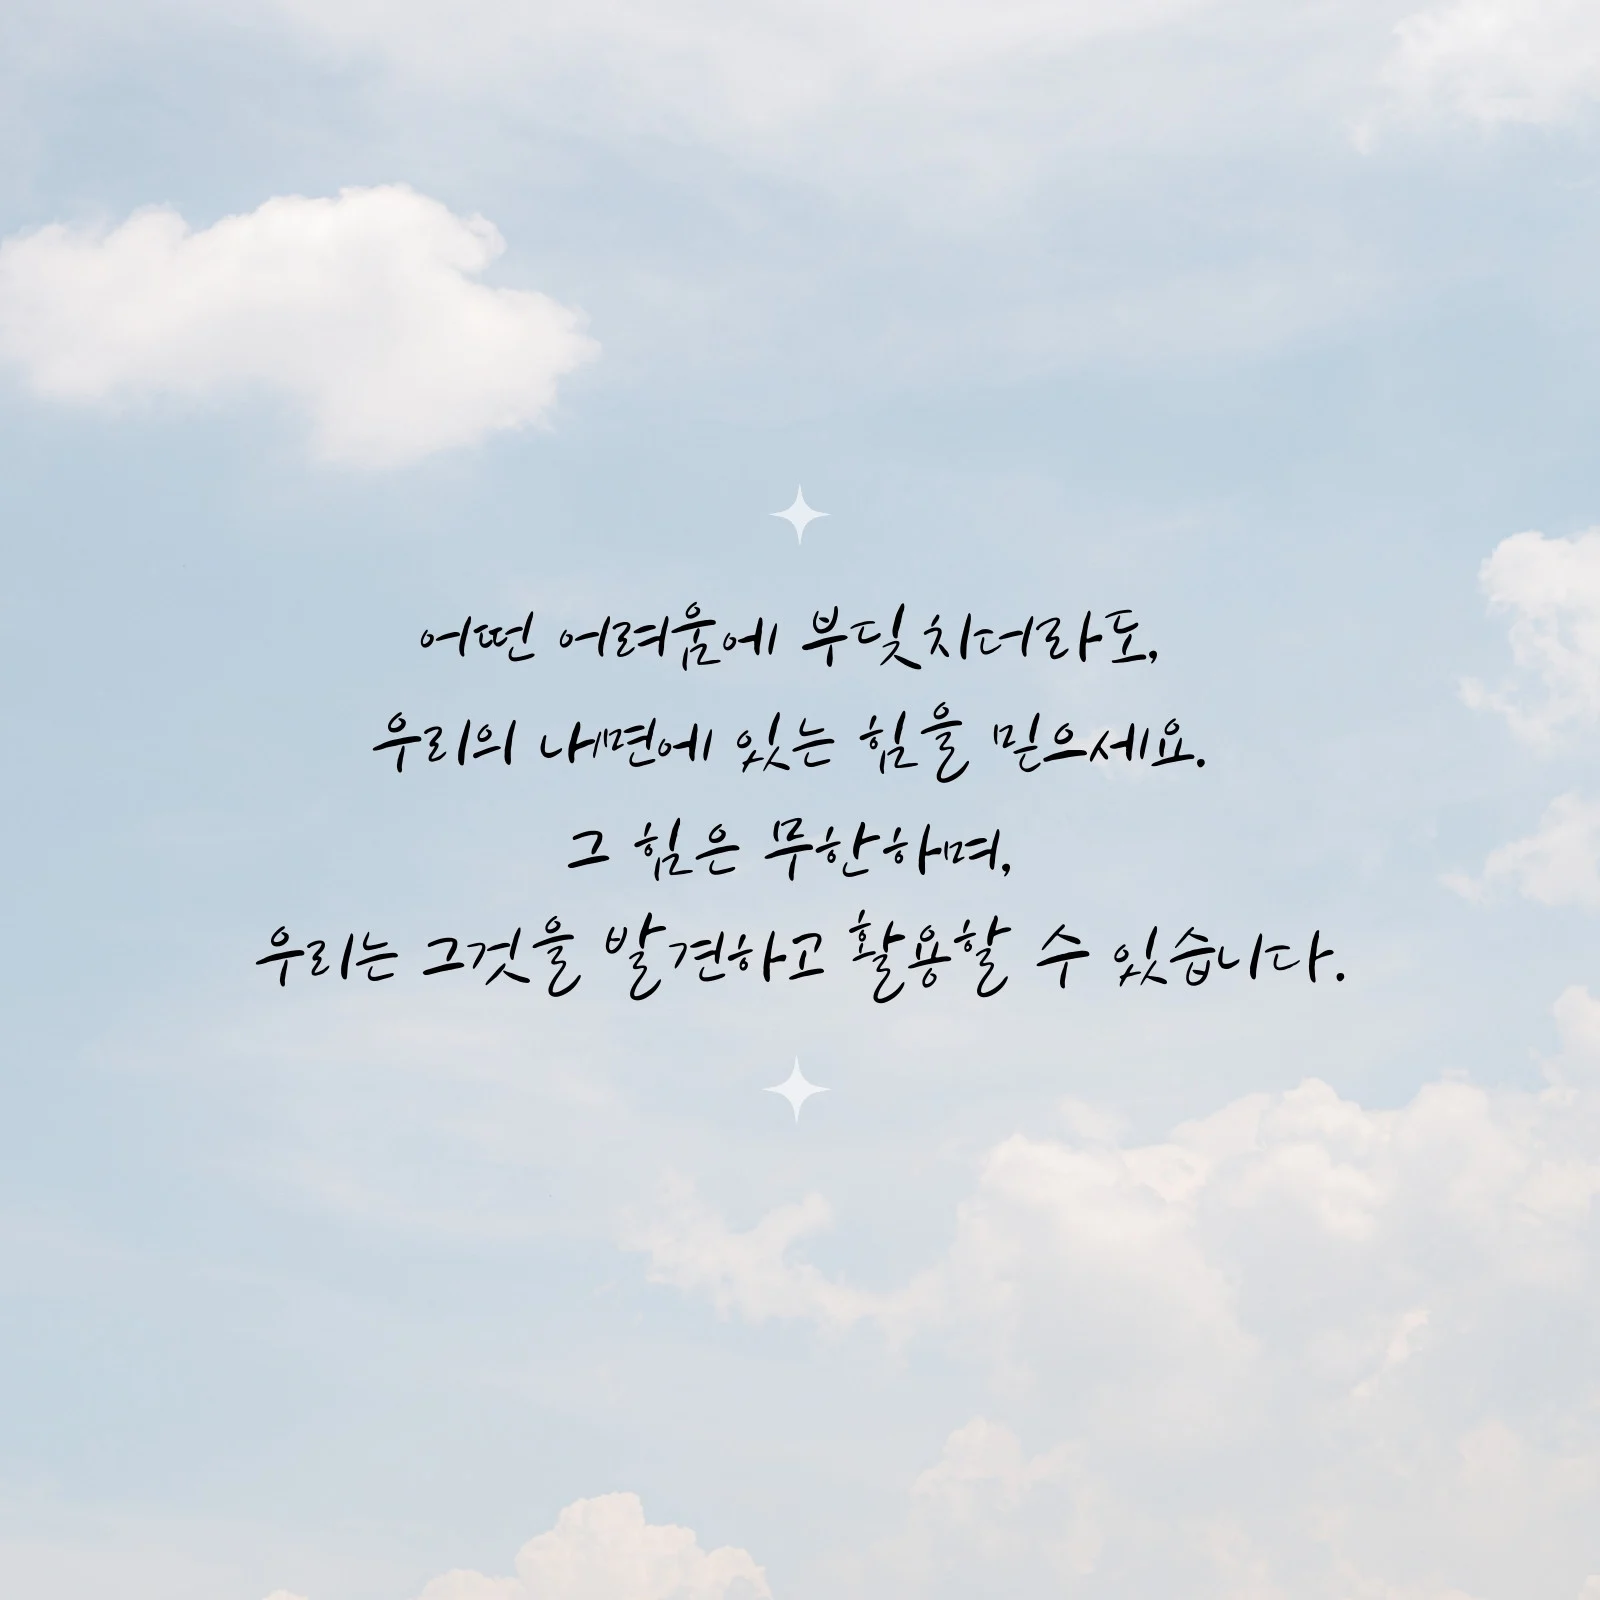 어떤 어려움에 부딪치더라도,
우리의 내면에 있는 힘을 믿으세요.
그 힘은 무한하며,
우리는 그것을 발견하고 활용할 수 있습니다.